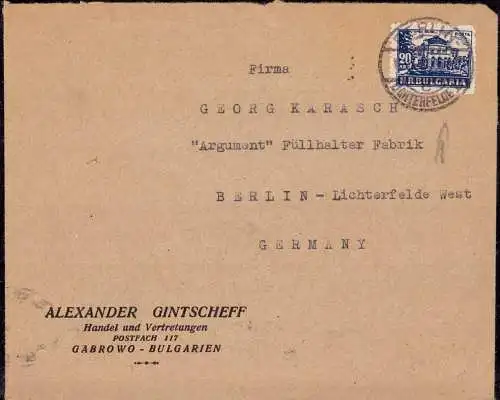 Firma
GEORG KARASCH
"Argument" Füllhalter Fabrik
BERLIN - Lichterfelde West
GERMANY
20
BULGARIA
LICHTERFELDE
ALEXANDER GINTSCHEFF
Handel und Vertretungen
POSTFACH 117
GABROWO - BULGARIEN